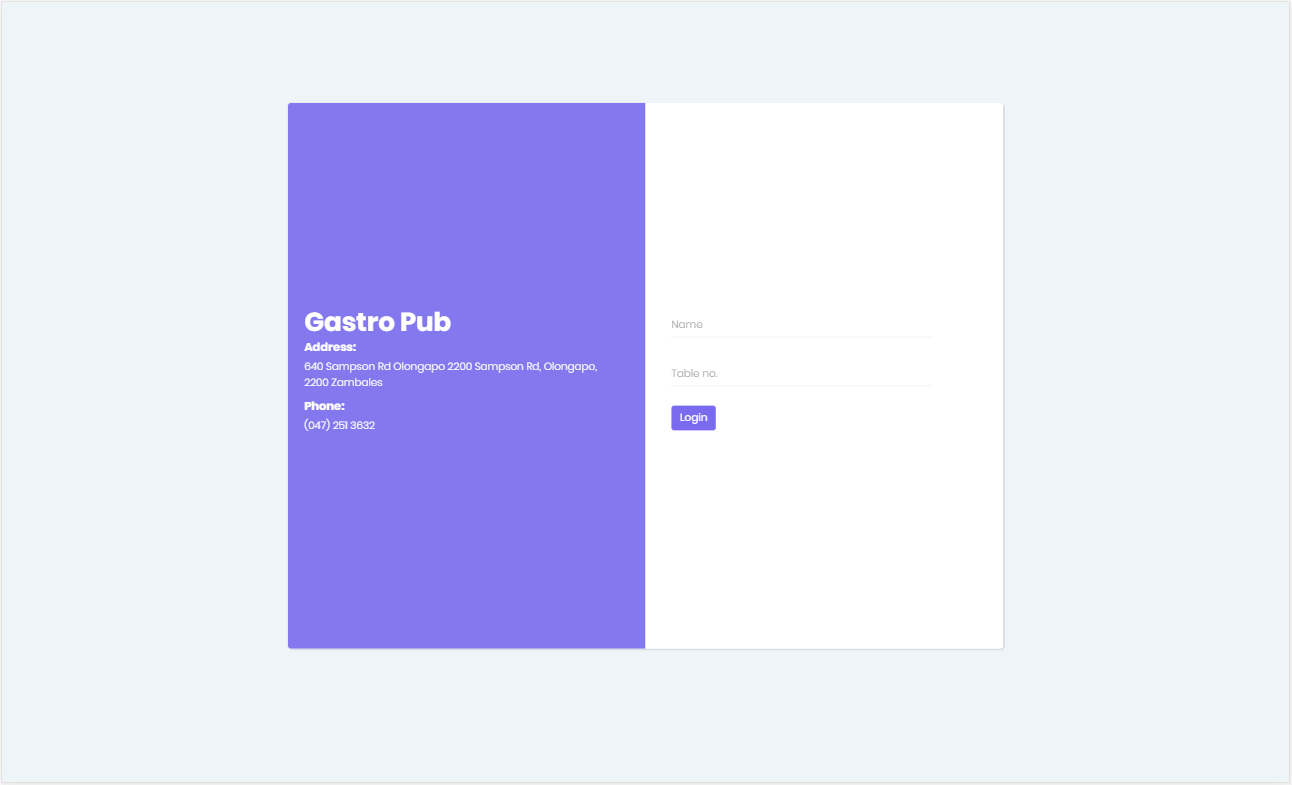 Gastro Pub
Address:
640 Sampson Rd Olongapo 2200 Sampson Rd, Olongapo,
2200 Zambales
Phone:
(047) 251 3632
Name
Table no.
Login